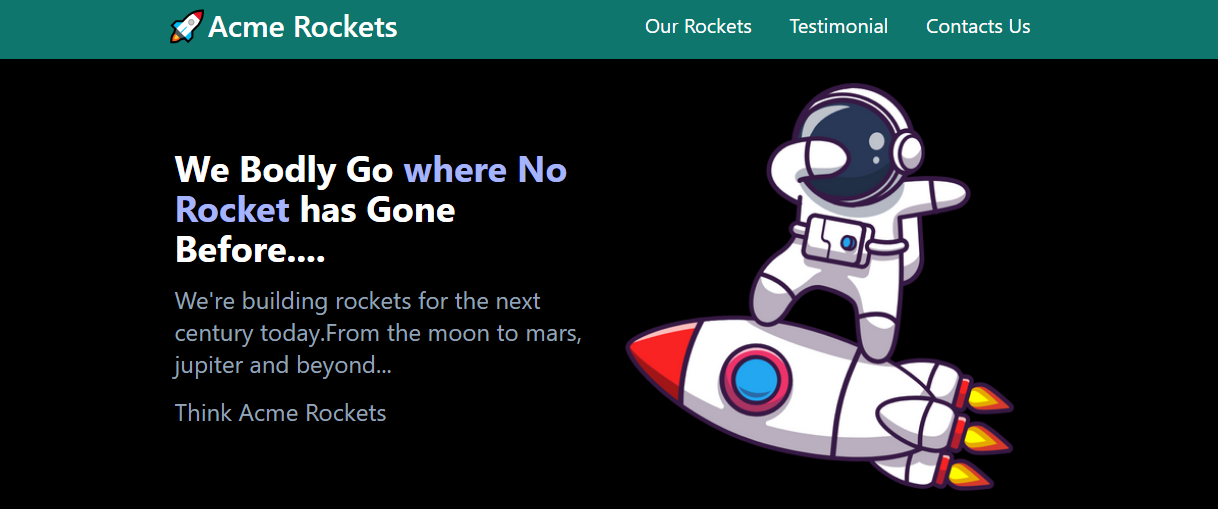 Acme Rockets
Our Rockets
Testimonial
Contacts Us
We Bodly Go where No
Rocket has Gone
Before....
We're building rockets for the next
century today.From the moon to mars,
jupiter and beyond...
Think Acme Rockets